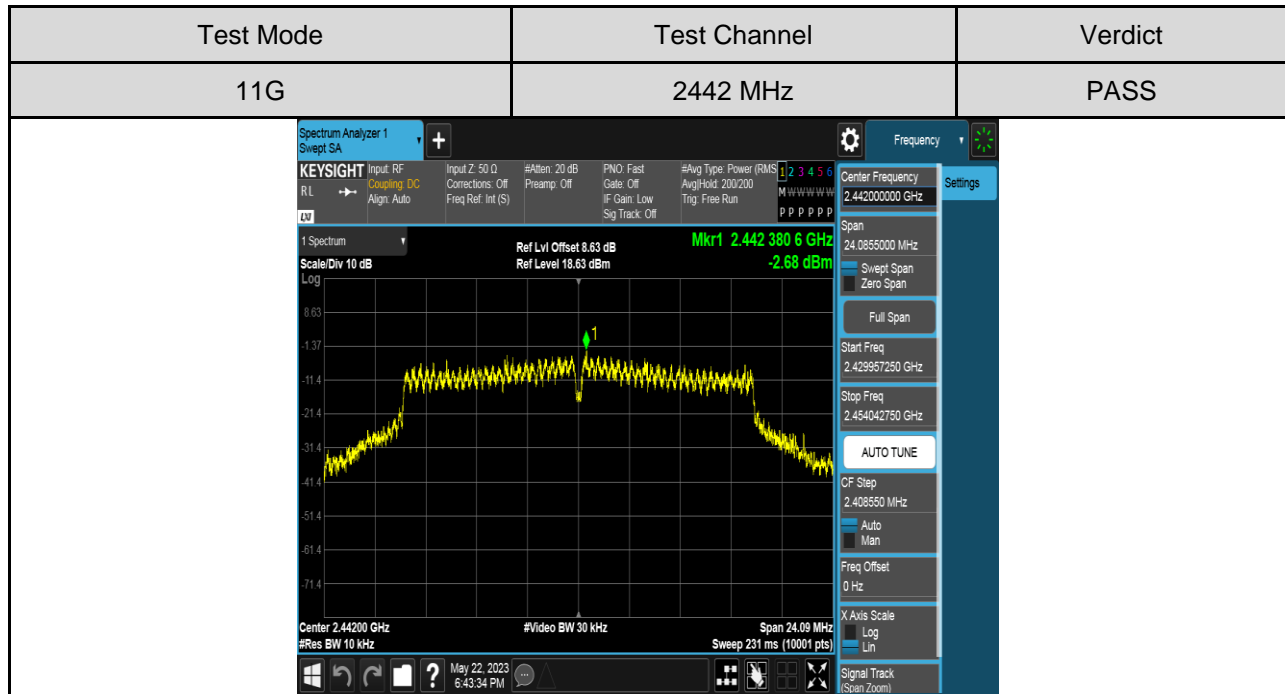 Test Mode Test Channel Verdict
11G 2442 MHz PASS
Spectrum Analyzer 1
Swept SA
+
Frequency
KEYSIGHT
RL
LXI
Input: RF
Coupling: DC
Align: Auto
Input Z: 50 Ω
Corrections: Off
Freq Ref: Int (S)
#Atten: 20 dB
Preamp: Off
PNO: Fast
Gate: Off
IF Gain: Low
Sig Track: Off
#Avg Type: Power (RMS
Avg|Hold: 200/200
Trig: Free Run
1 2 3 4 5 6
M W W W W W
P P P P P P
Center Frequency
2.442000000 GHz
Settings
Span
24.0855000 MHz
Swept Span
Zero Span
Full Span
Start Freq
2.429957250 GHz
Stop Freq
2.454042750 GHz
AUTO TUNE
CF Step
2.408550 MHz
Auto
Man
Freq Offset
0 Hz
X Axis Scale
Log
Lin
Signal Track
(Span Zoom)
1 Spectrum
Scale/Div 10 dB
Log
Ref Lvl Offset 8.63 dB
Ref Level 18.63 dBm
Mkr1 2.442 380 6 GHz
-2.68 dBm
1
8.63
-1.37
-11.4
-21.4
-31.4
-41.4
-51.4
-61.4
-71.4
Center 2.44200 GHz
#Res BW 10 kHz
#Video BW 30 kHz
Span 24.09 MHz
Sweep 231 ms (10001 pts)
?
May 22, 2023
6:43:34 PM